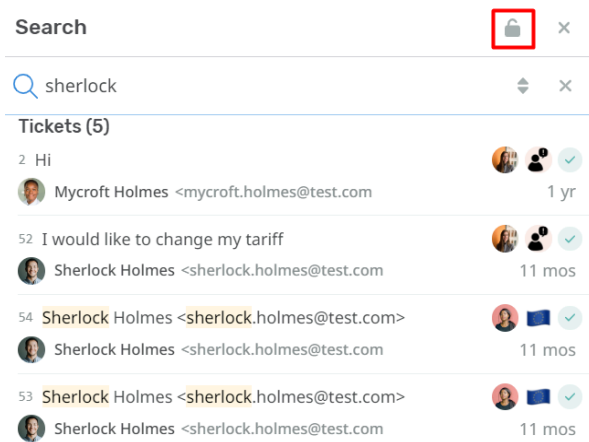 Search
sherlock
Tickets (5)
2 Hi
Mycroft Holmes <mycroft.holmes@test.com
1 yr
52 I would like to change my tariff
Sherlock Holmes <sherlock.holmes@test.com
11 mos
54 Sherlock Holmes <sherlock.holmes@test.com>
Sherlock Holmes <sherlock.holmes@test.com
11 mos
53 Sherlock Holmes <sherlock.holmes@test.com>
Sherlock Holmes <sherlock.holmes@test.com
11 mos